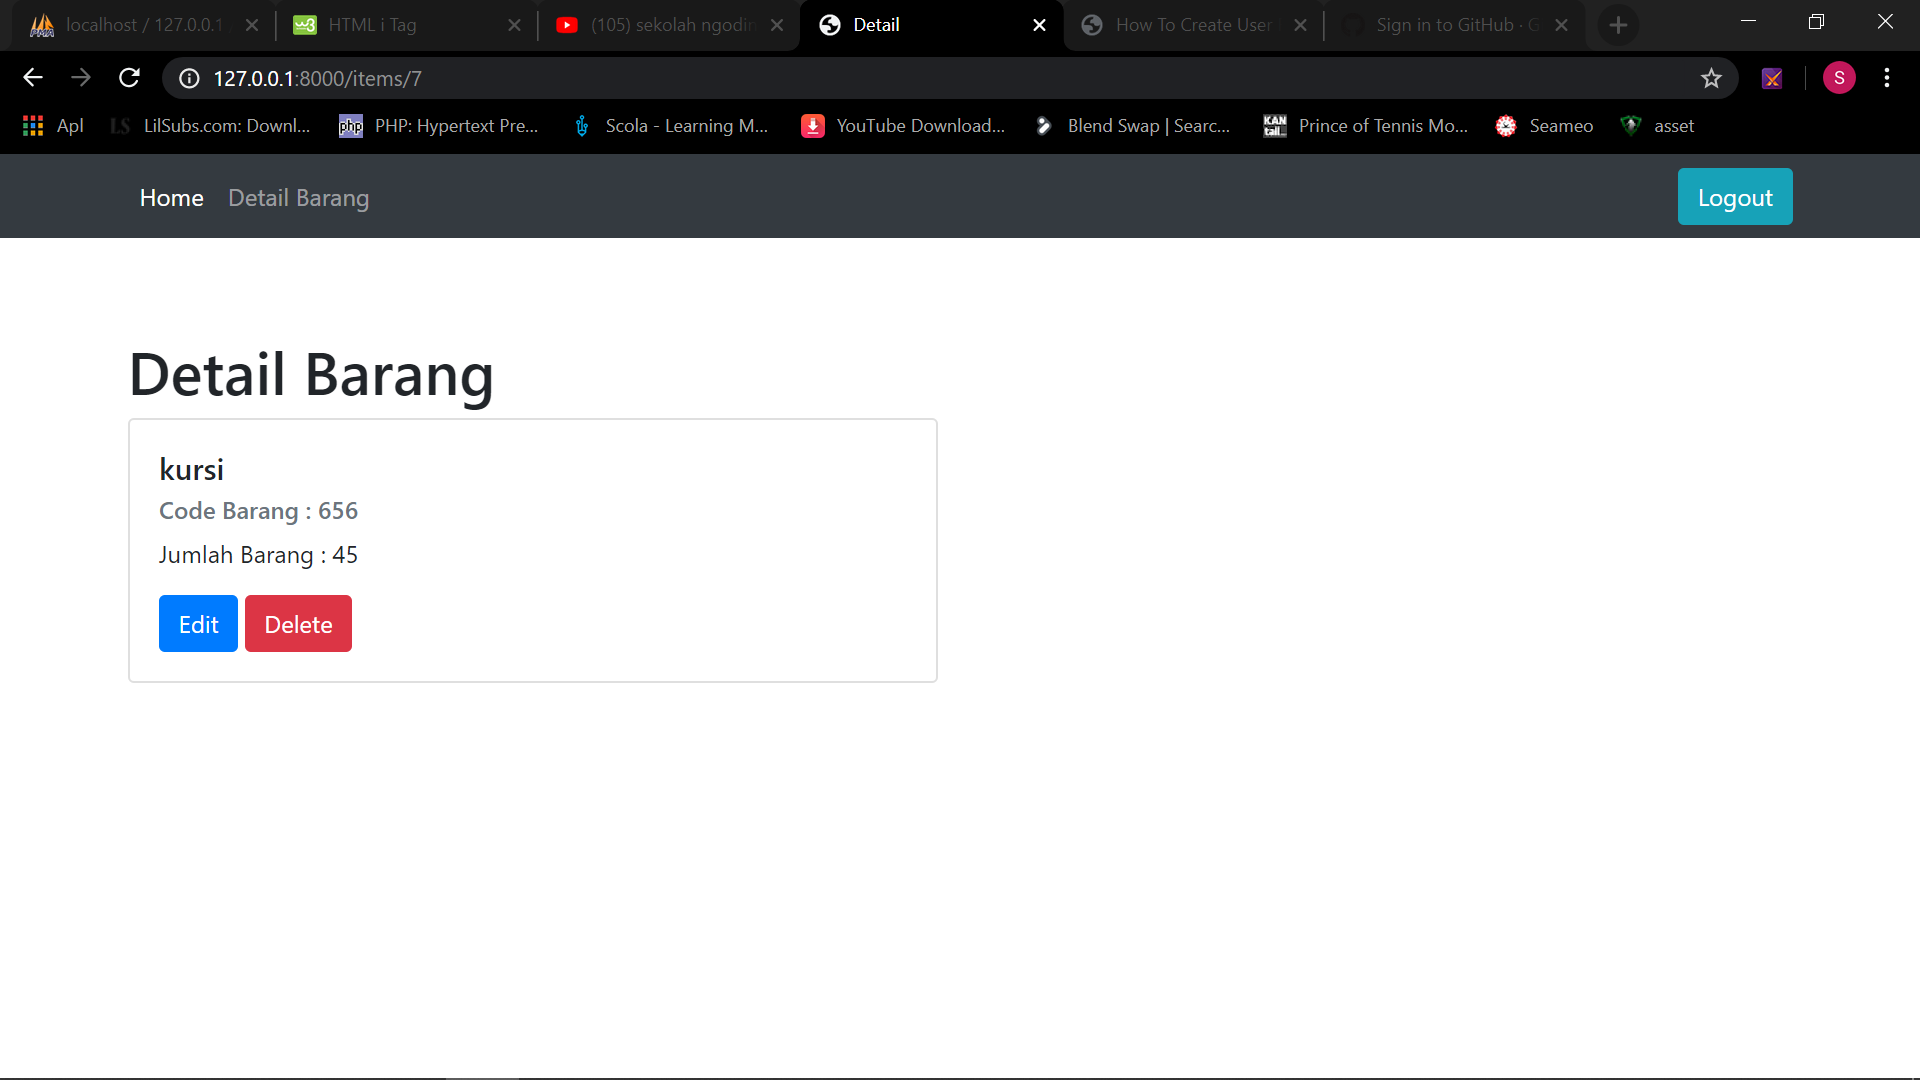 localhost / 127.0.0.1
HTML i Tag
(105) sekolah ngodin
Detail
How To Create User
Sign in to GitHub · G
127.0.0.1:8000/items/7
S
Apl
LS LilSubs.com: Downl...
php PHP: Hypertext Pre...
Scola - Learning M...
YouTube Download...
Blend Swap | Searc...
Prince of Tennis Mo...
Seameo
asset
Home Detail Barang
Logout
Detail Barang
kursi
Code Barang : 656
Jumlah Barang : 45
Edit Delete